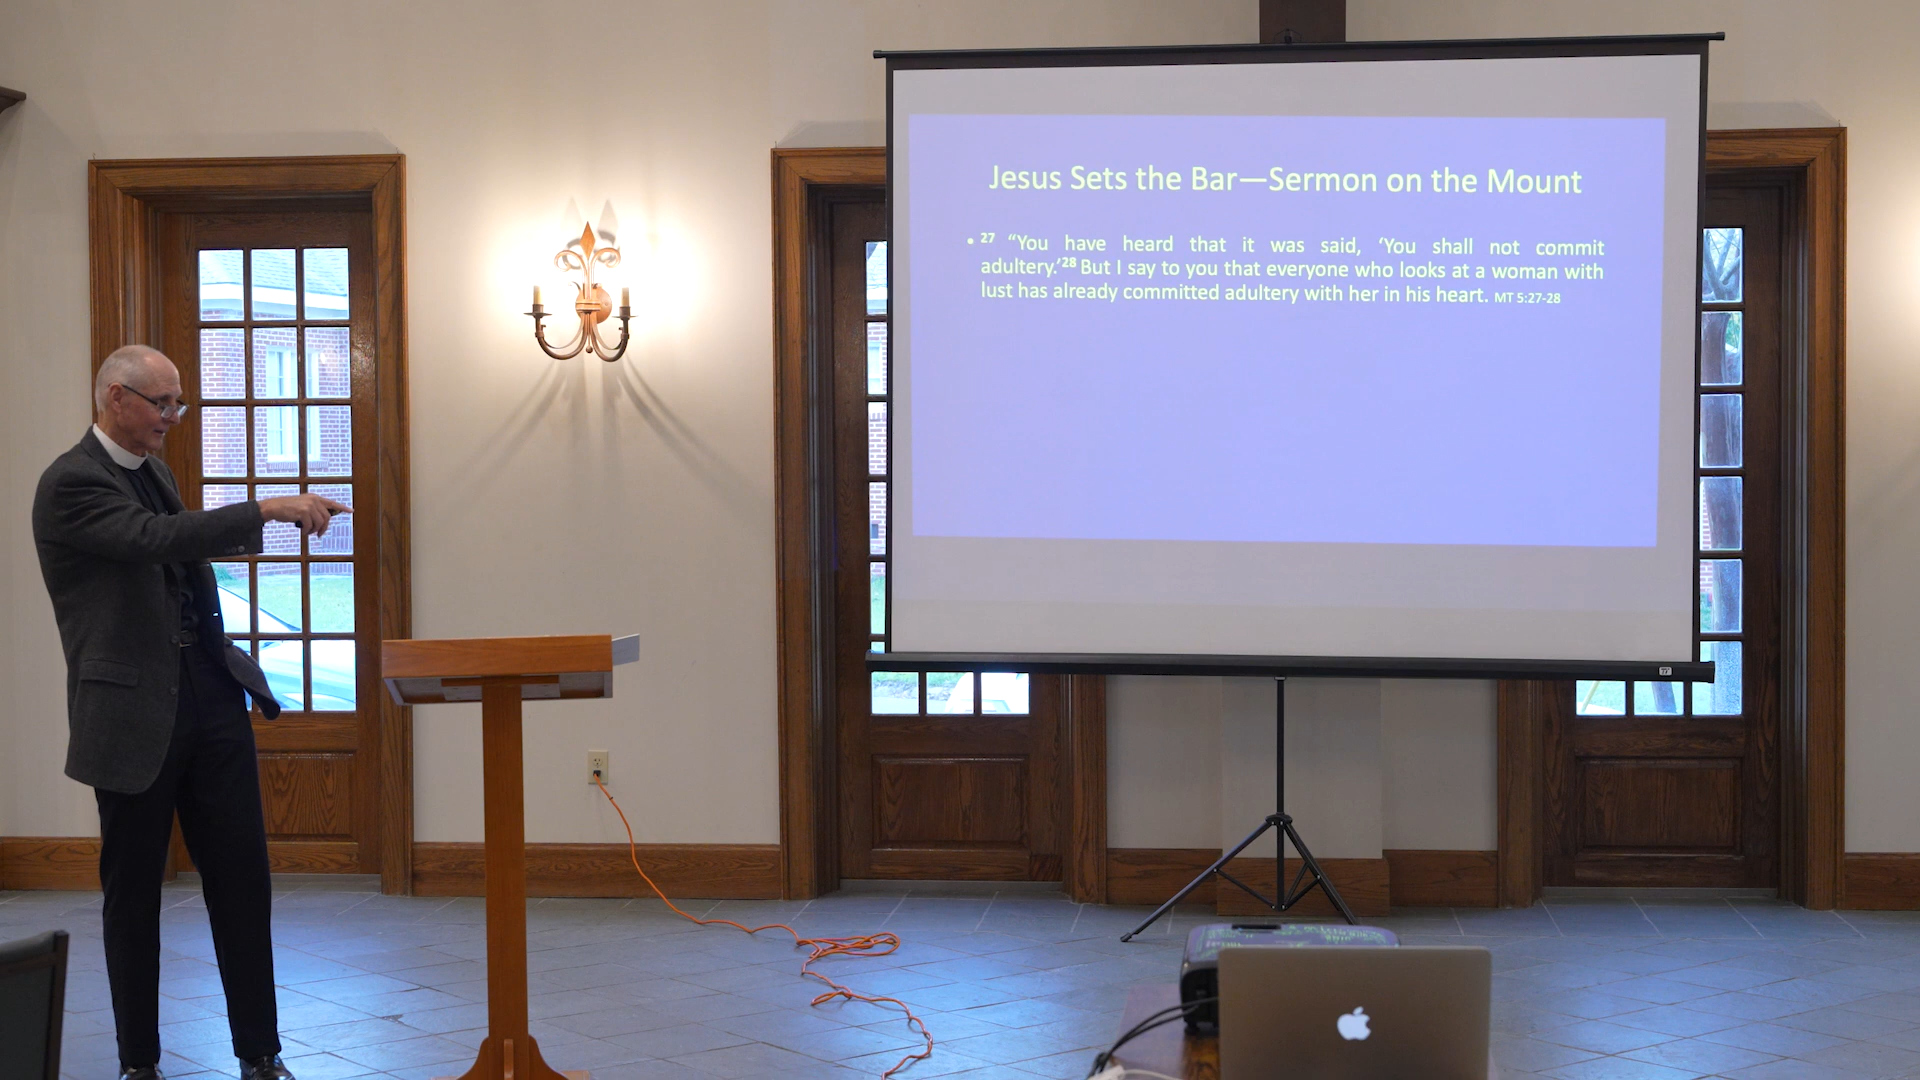 Jesus Sets the Bar—Sermon on the Mount
• 27 “You have heard that it was said, ‘You shall not commit
adultery.’28 But I say to you that everyone who looks at a woman with
lust has already committed adultery with her in his heart. MT 5:27-28